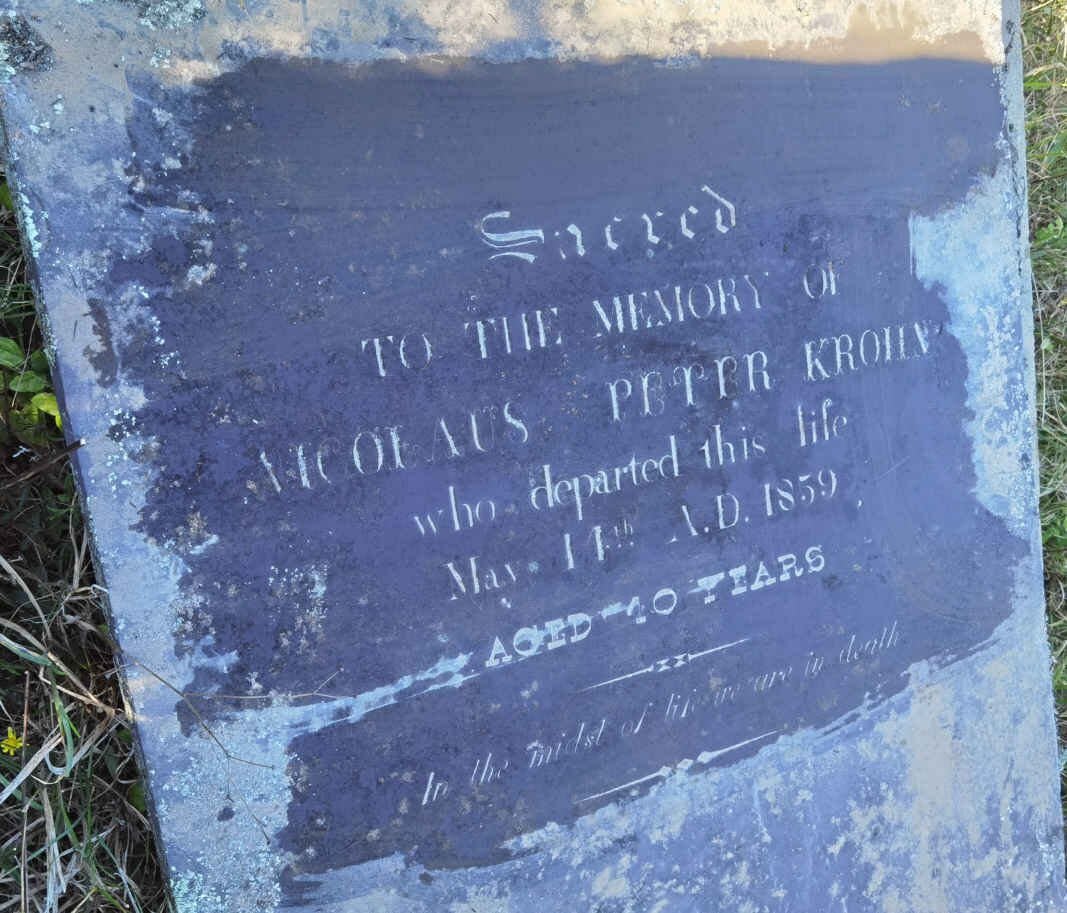 Sacred
TO THE MEMORY OF
NICOLAUS PETER KROHN
who departed this life
May 14th A.D. 1859,
AGED 40 YEARS
In the midst of life we are in death